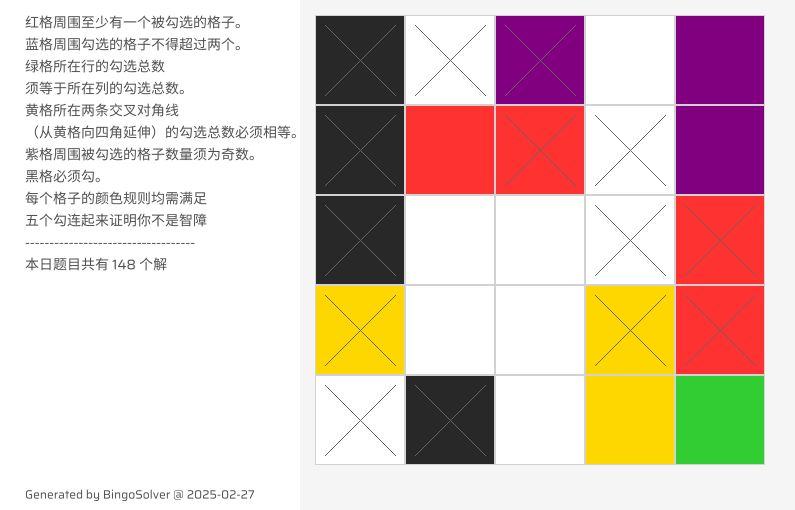 红格周围至少有一个被勾选的格子。
蓝格周围勾选的格子不得超过两个。
绿格所在行的勾选总数
须等于所在列的勾选总数。
黄格所在两条交叉对角线
（从黄格向四角延伸）的勾选总数必须相等。
紫格周围被勾选的格子数量须为奇数。
黑格必须勾。
每个格子的颜色规则均需满足
五个勾连起来证明你不是智障
-----------------------------------
本日题目共有 148 个解
Generated by BingoSolver @ 2025-02-27